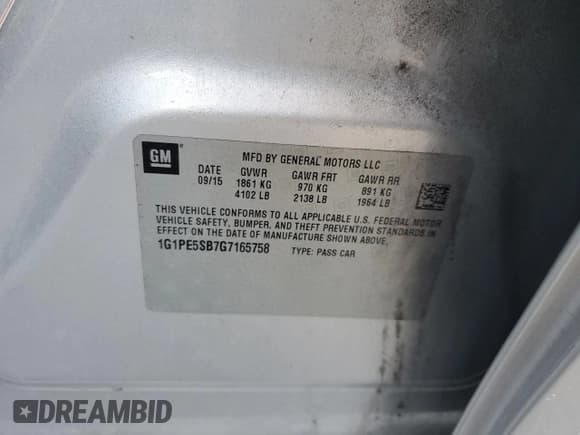 GM
MFD BY GENERAL MOTORS LLC
DATE GVWR GAWR FRT GAWR RR
09/15 1861 KG 970 KG 891 KG
4102 LB 2138 LB 1964 LB
THIS VEHICLE CONFORMS TO ALL APPLICABLE U.S. FEDERAL MOTOR
VEHICLE SAFETY, BUMPER, AND THEFT PREVENTION STANDARDS IN
EFFECT ON THE DATE OF MANUFACTURE SHOWN ABOVE.
1G1PE5SB7G7165758 TYPE: PASS CAR
DREAMBID